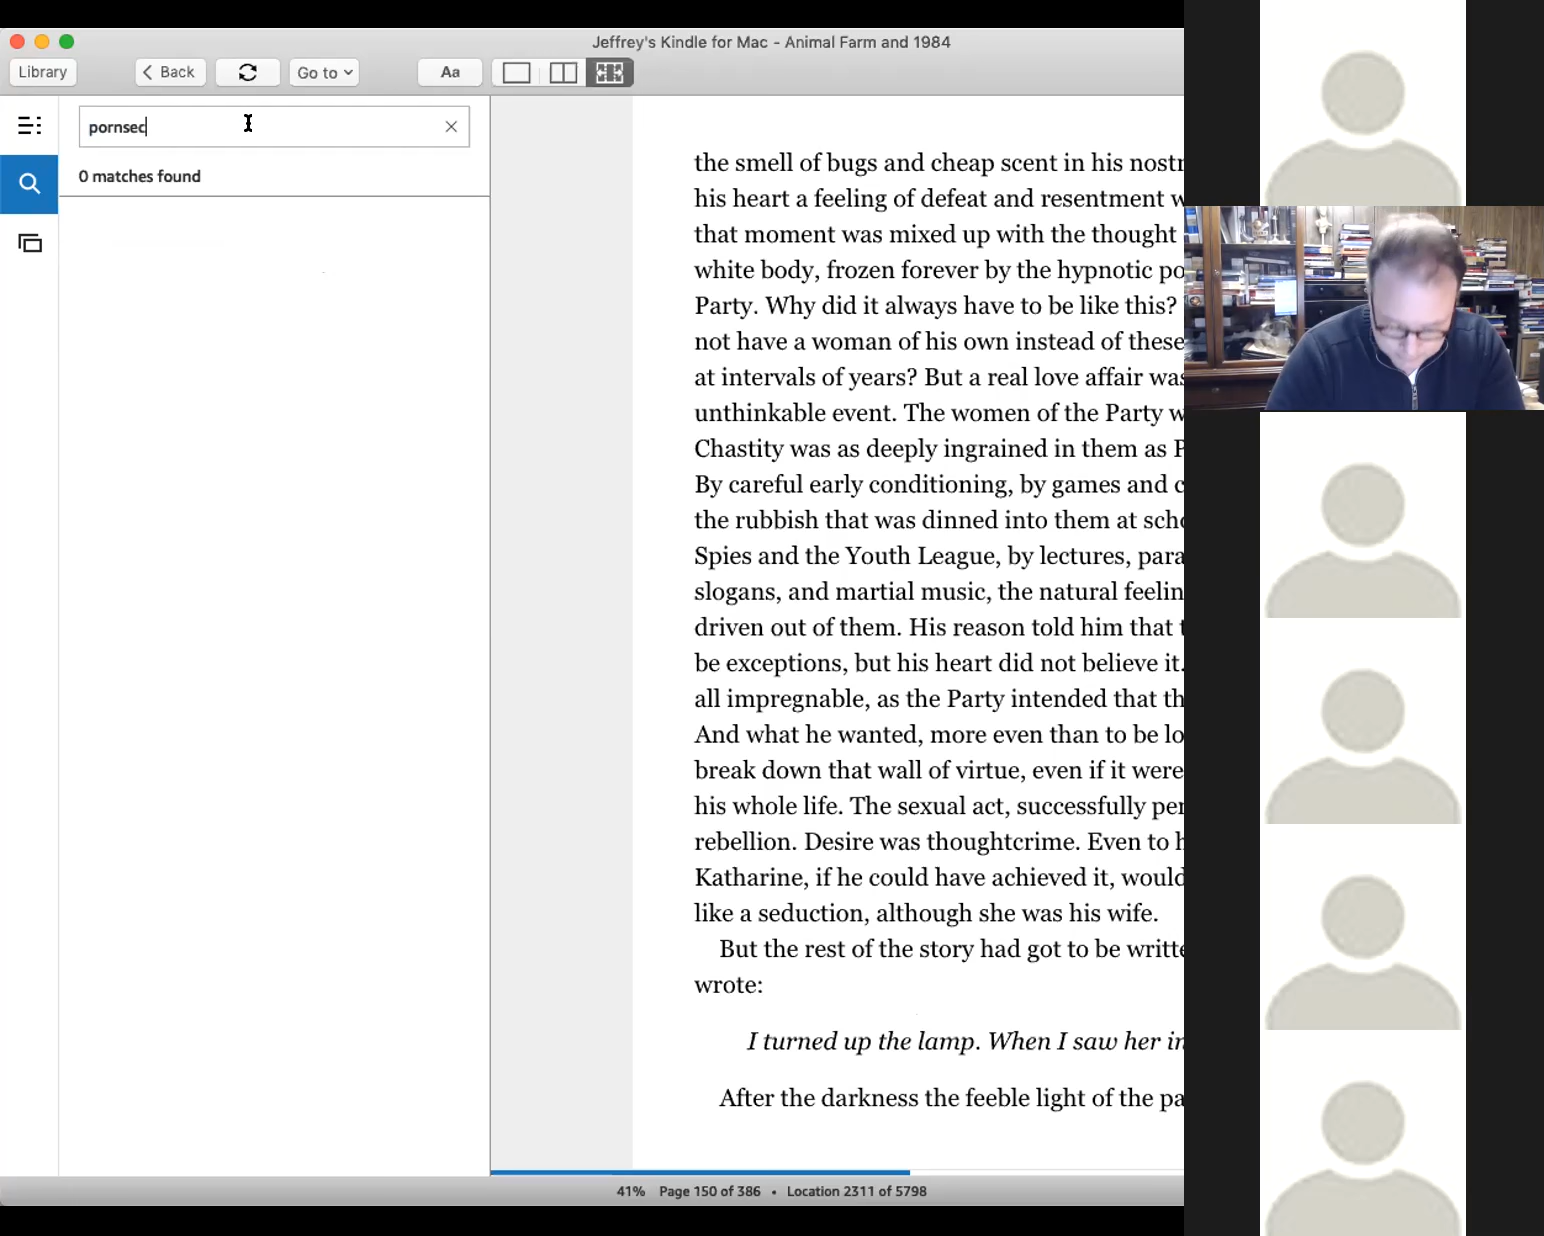 Jeffrey's Kindle for Mac - Animal Farm and 1984
Library
Back
Go to
Aa
pornsec
0 matches found
the smell of bugs and cheap scent in his nostr
his heart a feeling of defeat and resentment w
that moment was mixed up with the thought
white body, frozen forever by the hypnotic po
Party. Why did it always have to be like this?
not have a woman of his own instead of these
at intervals of years? But a real love affair was
unthinkable event. The women of the Party w
Chastity was as deeply ingrained in them as P
By careful early conditioning, by games and c
the rubbish that was dinned into them at scho
Spies and the Youth League, by lectures, para
slogans, and martial music, the natural feelin
driven out of them. His reason told him that t
be exceptions, but his heart did not believe it.
all impregnable, as the Party intended that th
And what he wanted, more even than to be lo
break down that wall of virtue, even if it were
his whole life. The sexual act, successfully per
rebellion. Desire was thoughtcrime. Even to h
Katharine, if he could have achieved it, would
like a seduction, although she was his wife.
But the rest of the story had got to be writte
wrote:
I turned up the lamp. When I saw her in
After the darkness the feeble light of the pa
41% Page 150 of 386 • Location 2311 of 5798